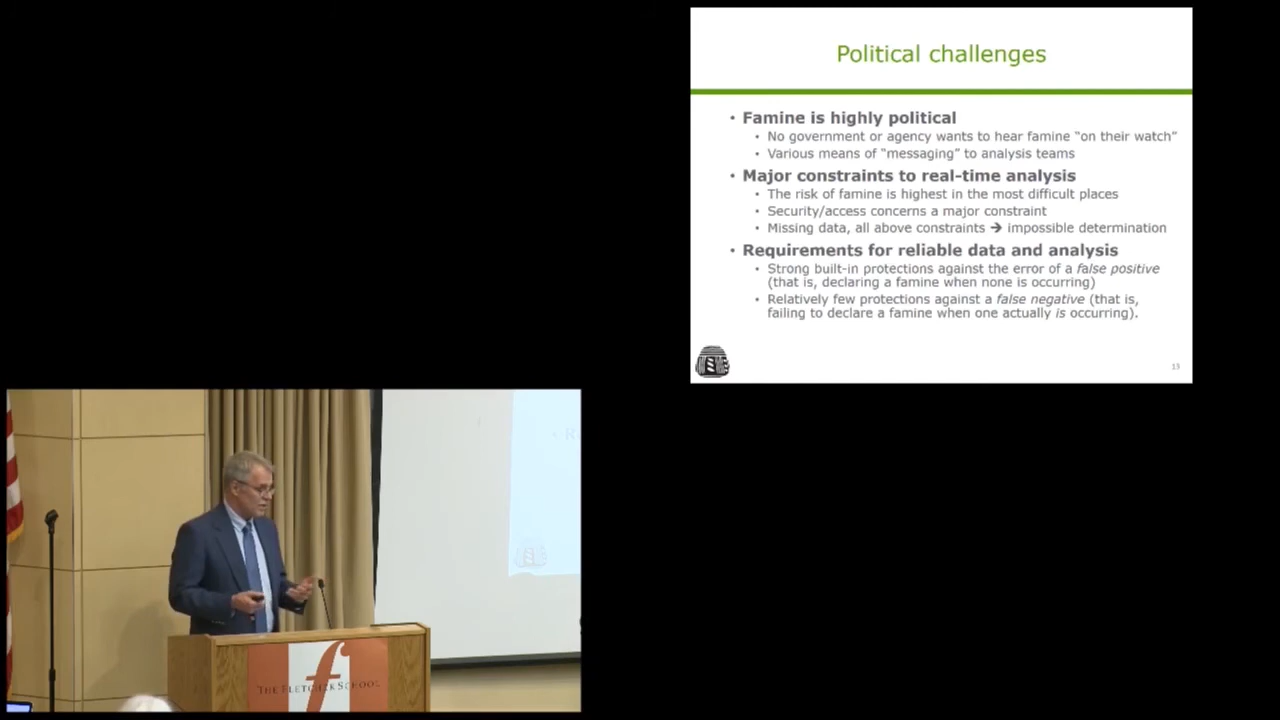 Political challenges
• Famine is highly political
• No government or agency wants to hear famine “on their watch”
• Various means of “messaging” to analysis teams
• Major constraints to real-time analysis
• The risk of famine is highest in the most difficult places
• Security/access concerns a major constraint
• Missing data, all above constraints ➔ impossible determination
• Requirements for reliable data and analysis
• Strong built-in protections against the error of a false positive
(that is, declaring a famine when none is occurring)
• Relatively few protections against a false negative (that is,
failing to declare a famine when one actually is occurring).
13
f
THE FLETCHER SCHOOL